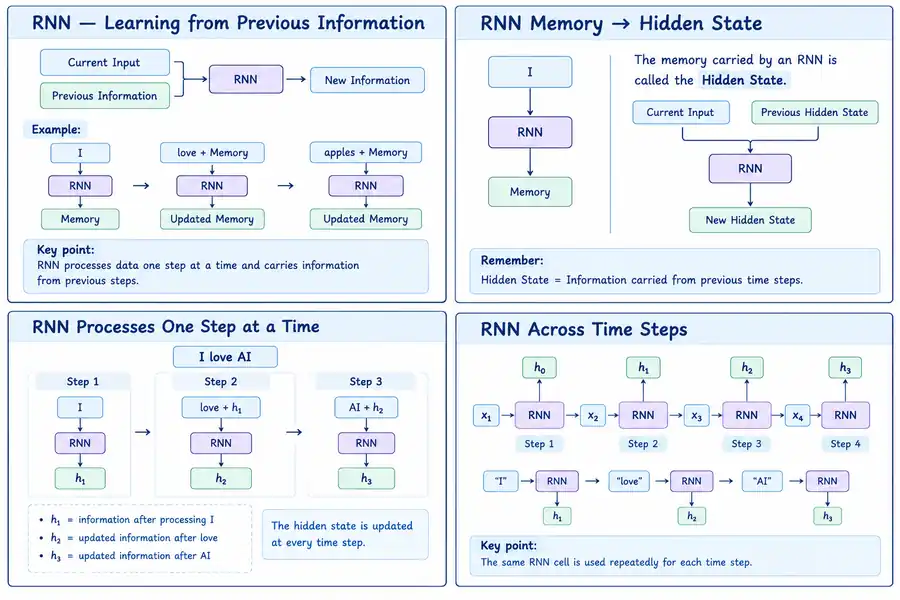 RNN — Learning from Previous Information
Current Input
Previous Information
RNN
New Information
Example:
I
RNN
Memory
love + Memory
RNN
Updated Memory
apples + Memory
RNN
Updated Memory
Key point:
RNN processes data one step at a time and carries information
from previous steps.
RNN Memory → Hidden State
I
RNN
Memory
The memory carried by an RNN is
called the Hidden State.
Current Input
Previous Hidden State
RNN
New Hidden State
Remember:
Hidden State = Information carried from previous time steps.
RNN Processes One Step at a Time
I love AI
Step 1
I
RNN
h₁
Step 2
love + h₁
RNN
h₂
Step 3
AI + h₂
RNN
h₃
• h₁ = information after processing I
• h₂ = updated information after love
• h₃ = updated information after AI
The hidden state is updated
at every time step.
RNN Across Time Steps
h₀ h₁ h₂ h₃
x₁ RNN x₂ RNN x₃ RNN x₄ RNN
Step 1 Step 2 Step 3 Step 4
"I" RNN "love" RNN "AI" RNN
h₁ h₂ h₃
Key point:
The same RNN cell is used repeatedly for each time step.